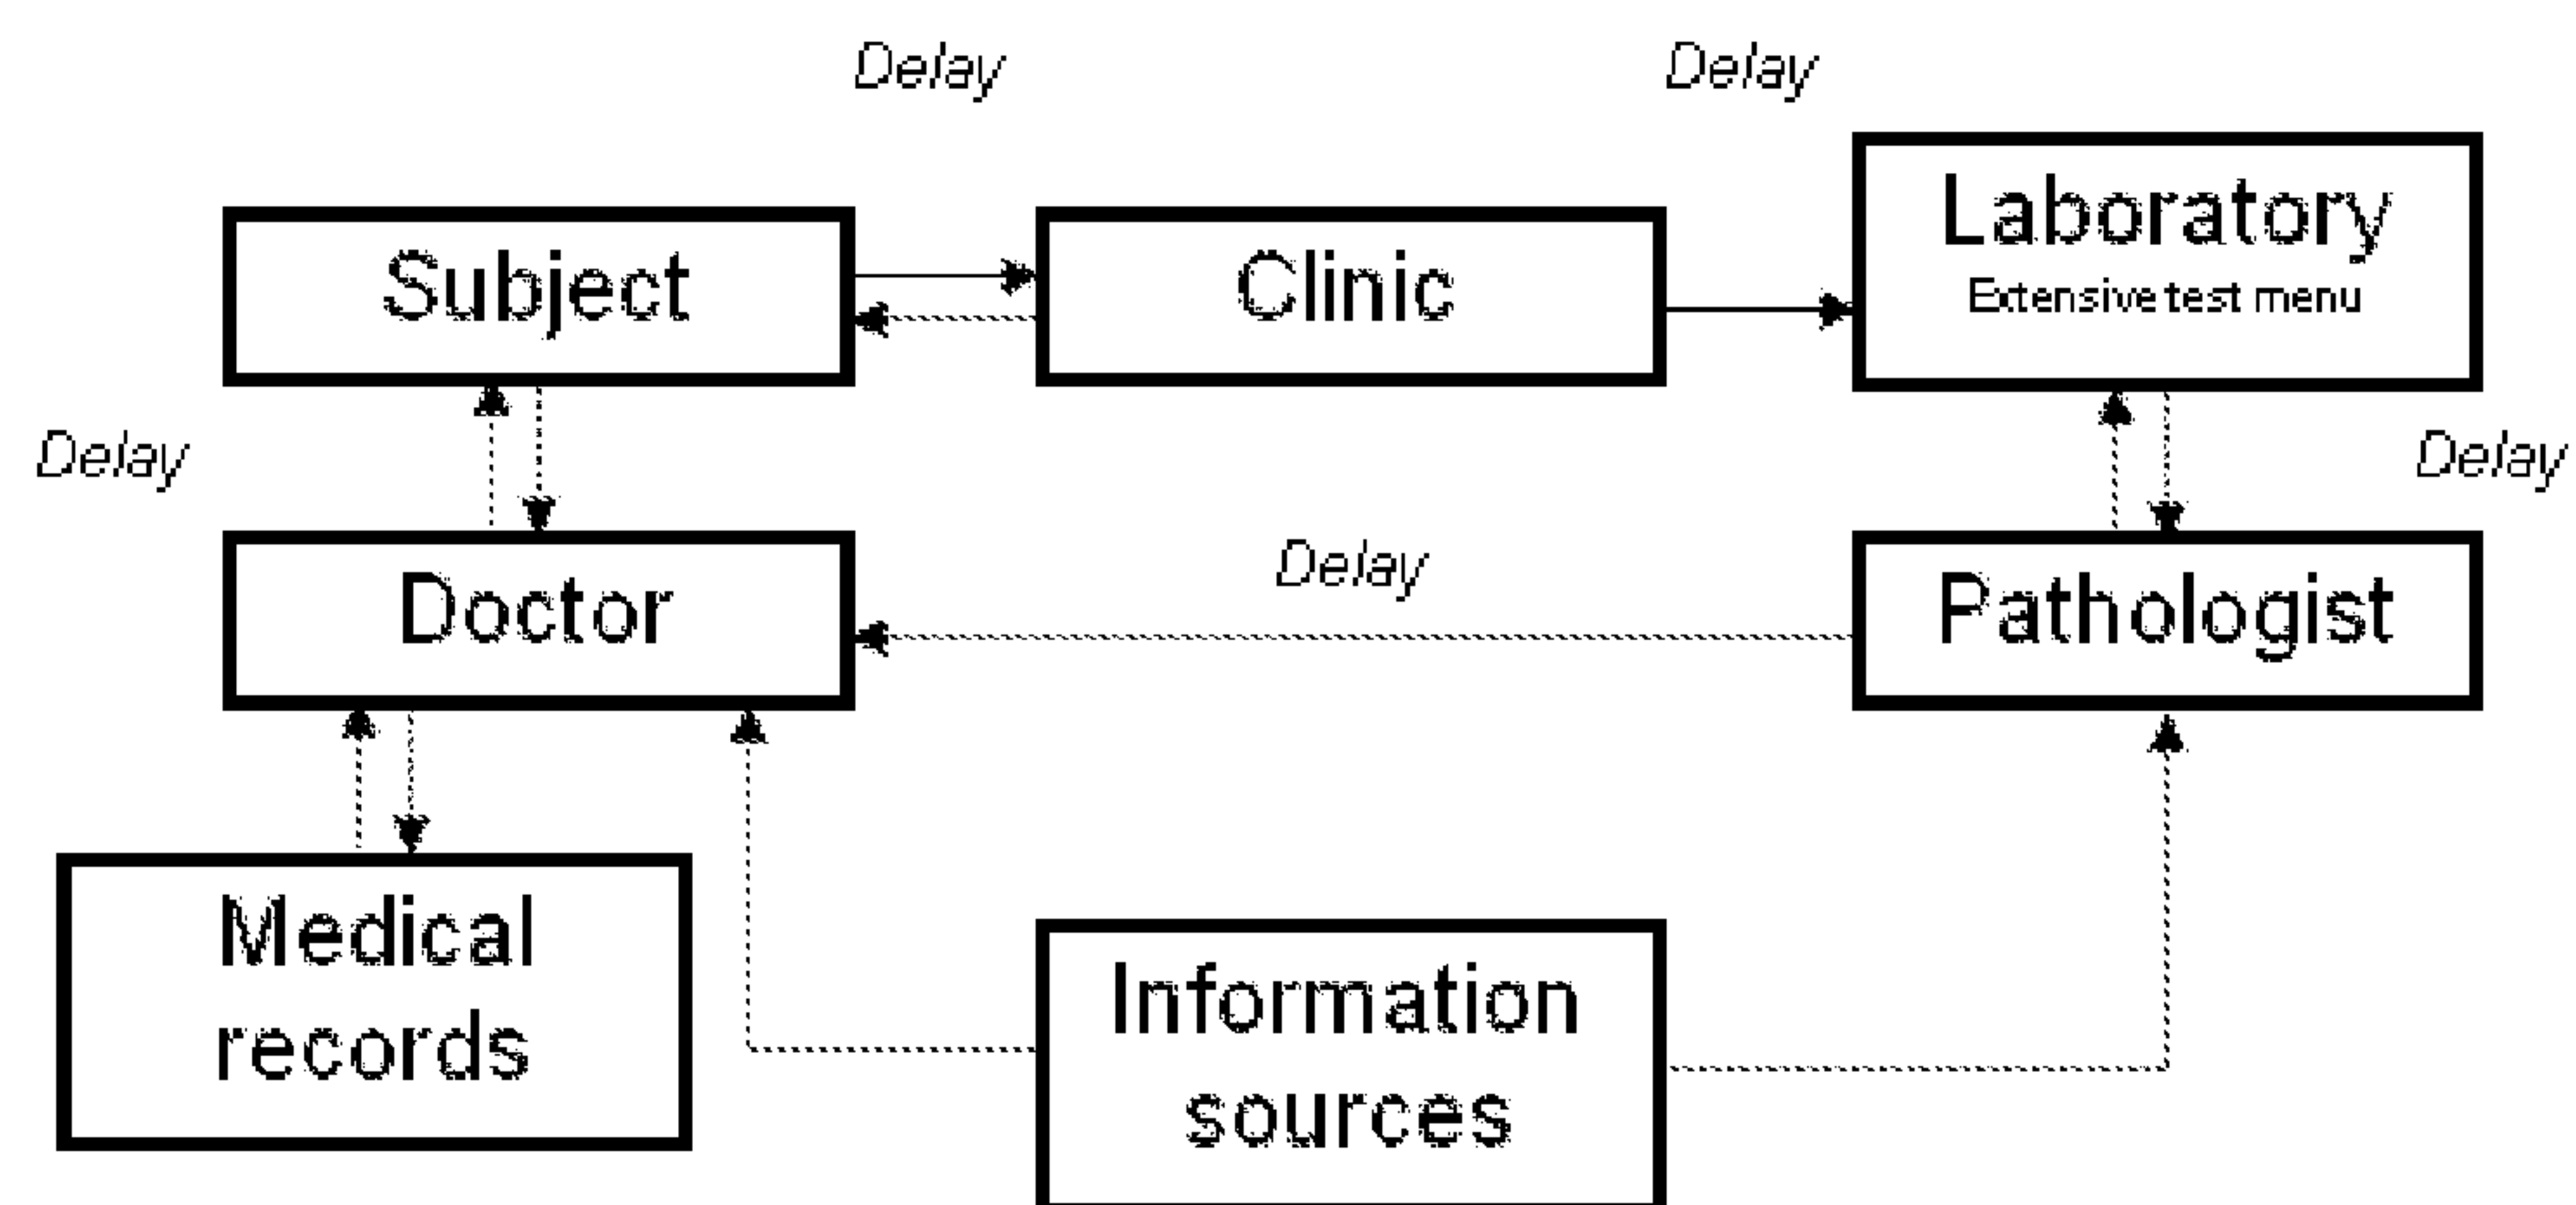 Delay
Delay
Subject
Clinic
Laboratory
Extensive test menu
Delay
Delay
Doctor
Delay
Pathologist
Medical
records
Information
sources